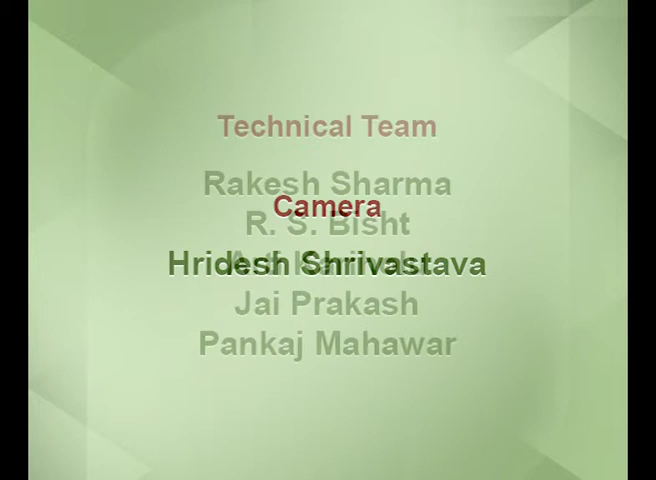 Technical Team
Rakesh Sharma
Camera
R. S. Bisht
Hridesh Shrivastava
Jai Prakash
Pankaj Mahawar